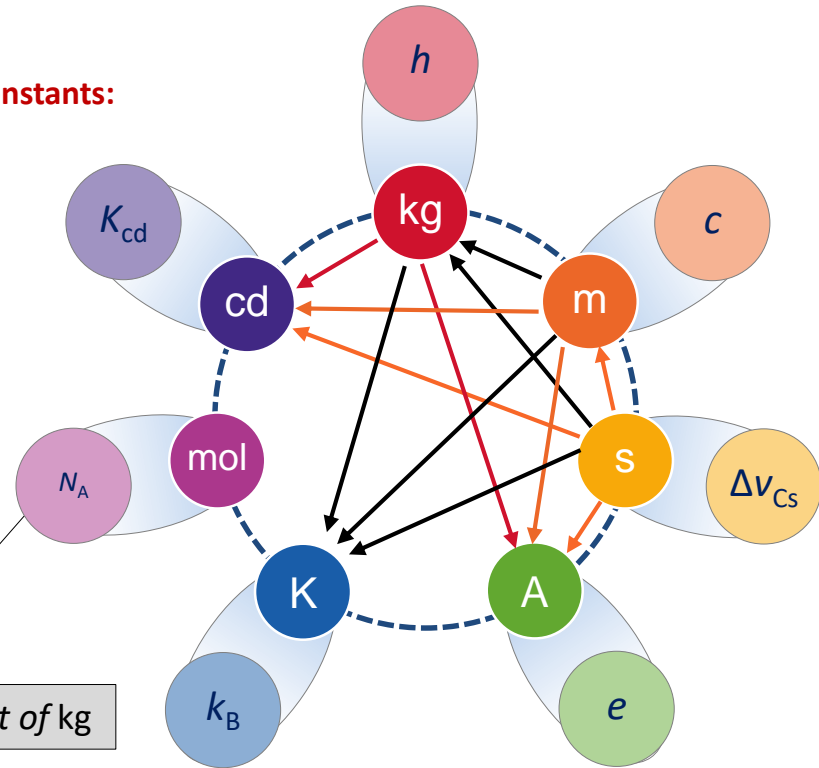 h
nstants:
kg
K_cd
c
m
cd
mol
s
N_A
Δν_Cs
K
A
k_B
e
t of kg